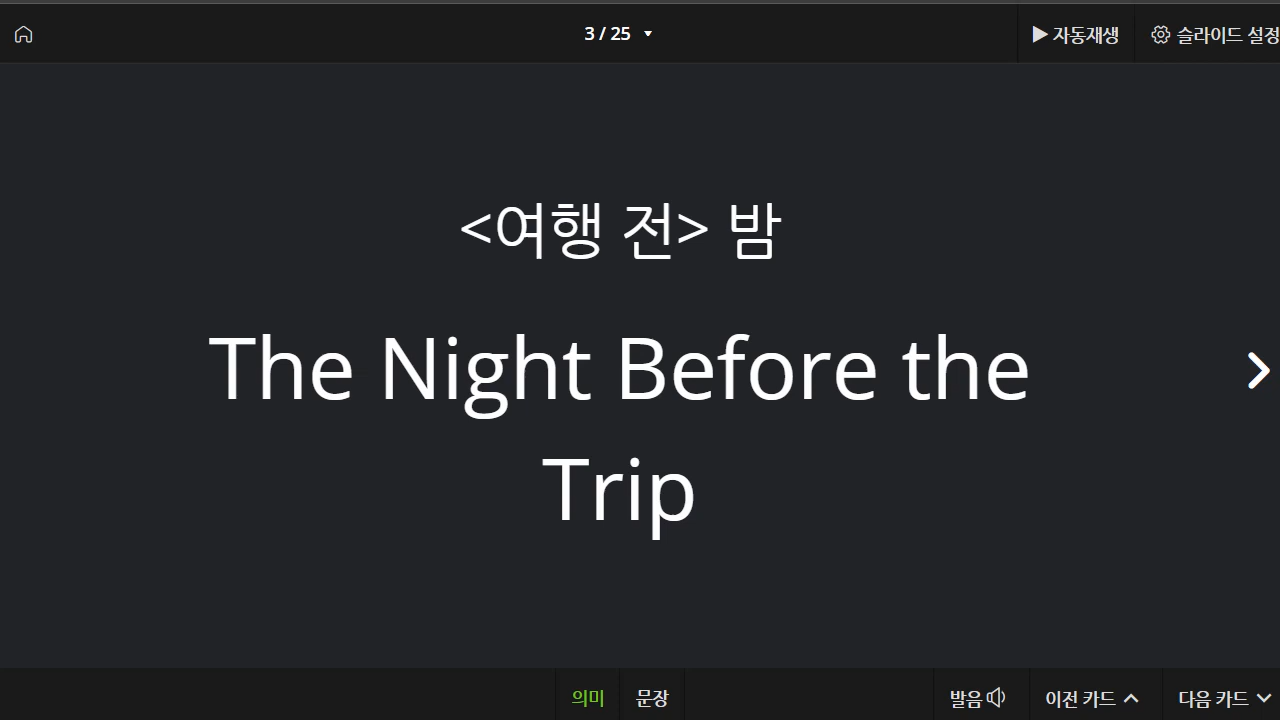 3 / 25
자동재생
슬라이드 설정
<여행 전> 밤
The Night Before the
Trip
의미
문장
발음
이전 카드
다음 카드